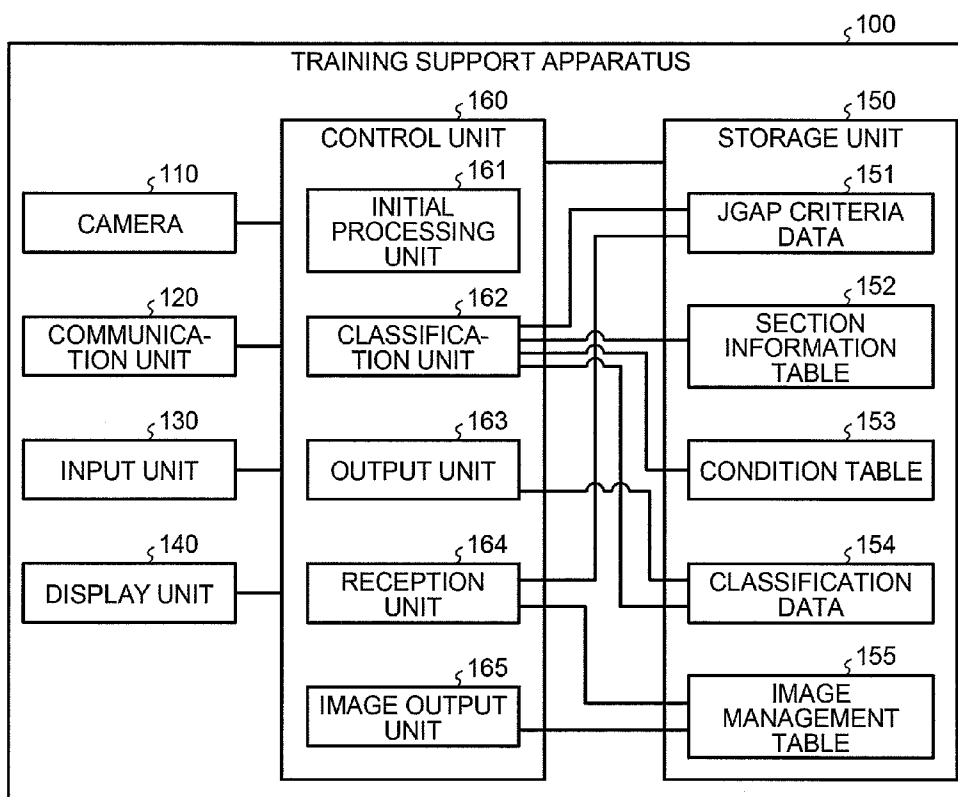 100
TRAINING SUPPORT APPARATUS
160
CONTROL UNIT
150
STORAGE UNIT
110
CAMERA
161
INITIAL
PROCESSING
UNIT
151
JGAP CRITERIA
DATA
120
COMMUNICA-
TION UNIT
162
CLASSIFICA-
TION UNIT
152
SECTION
INFORMATION
TABLE
130
INPUT UNIT
163
OUTPUT UNIT
153
CONDITION TABLE
140
DISPLAY UNIT
164
RECEPTION
UNIT
154
CLASSIFICATION
DATA
165
IMAGE OUTPUT
UNIT
155
IMAGE
MANAGEMENT
TABLE